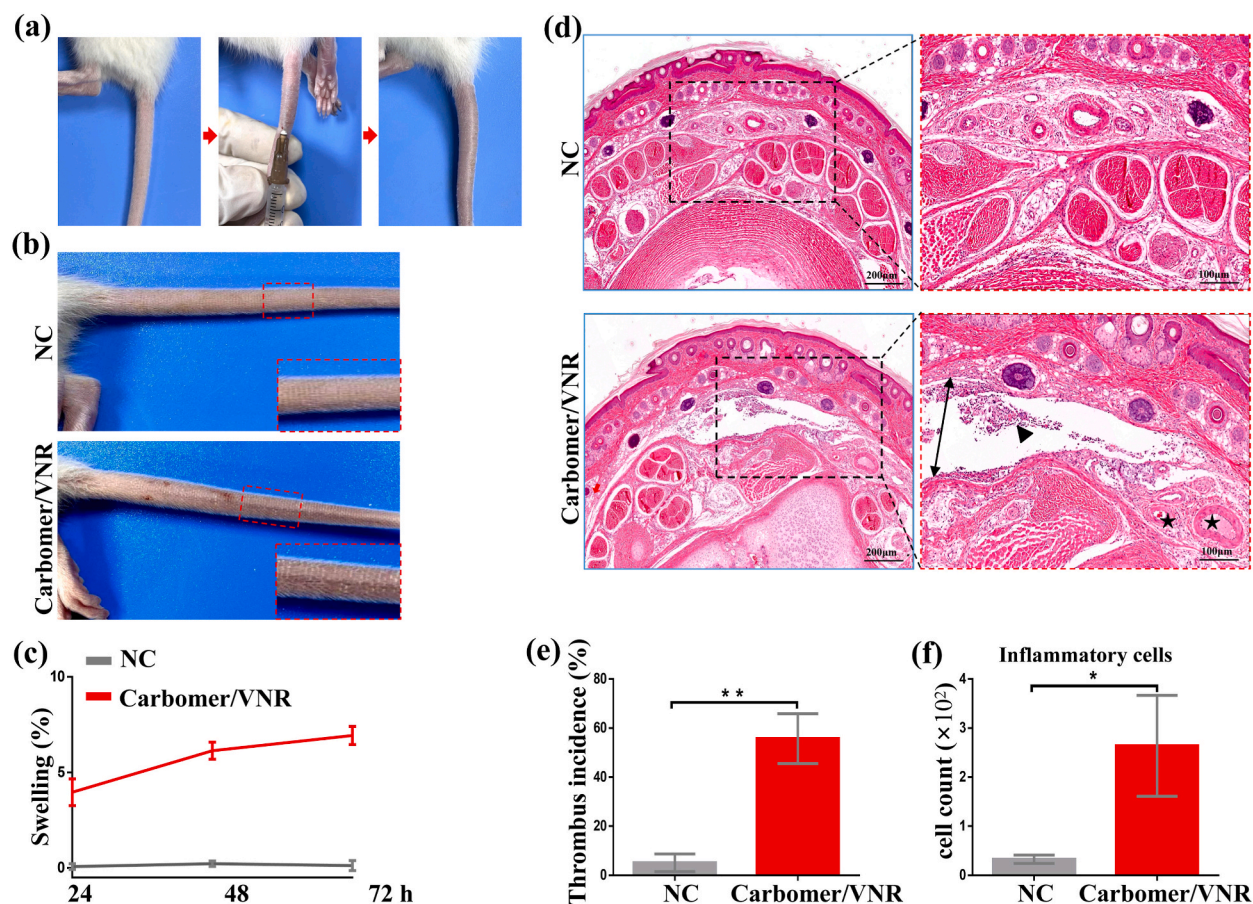 (a)
(b)
NC
Carbomer/VNR
(c)
NC
Carbomer/VNR
Swelling (%)
10
5
0
24 48 72 h
(d)
NC
200μm
100μm
Carbomer/VNR
200μm
100μm
(e)
Thrombus incidence (%)
80
60
40
20
0
**
NC Carbomer/VNR
(f)
Inflammatory cells
cell count (×10²)
4
3
2
1
0
*
NC Carbomer/VNR